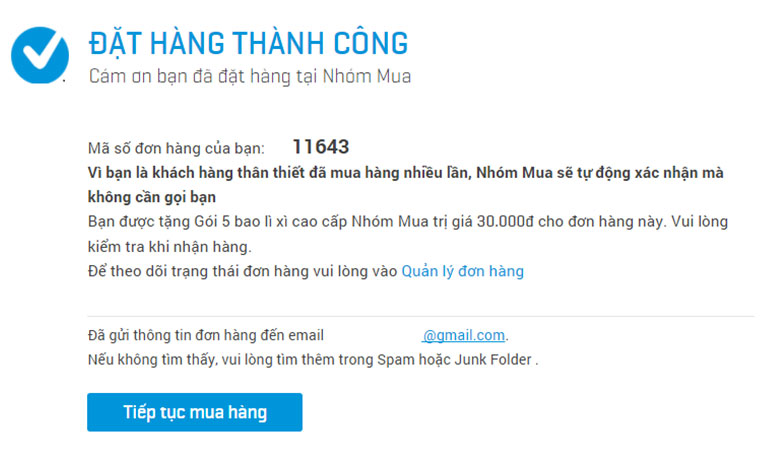 ĐẶT HÀNG THÀNH CÔNG
Cám ơn bạn đã đặt hàng tại Nhóm Mua
Mã số đơn hàng của bạn: 11643
Vì bạn là khách hàng thân thiết đã mua hàng nhiều lần, Nhóm Mua sẽ tự động xác nhận mà
không cần gọi bạn
Bạn được tặng Gói 5 bao lì xì cao cấp Nhóm Mua trị giá 30.000đ cho đơn hàng này. Vui lòng
kiểm tra khi nhận hàng.
Để theo dõi trạng thái đơn hàng vui lòng vào Quản lý đơn hàng
Đã gửi thông tin đơn hàng đến email @gmail.com.
Nếu không tìm thấy, vui lòng tìm thêm trong Spam hoặc Junk Folder .
Tiếp tục mua hàng